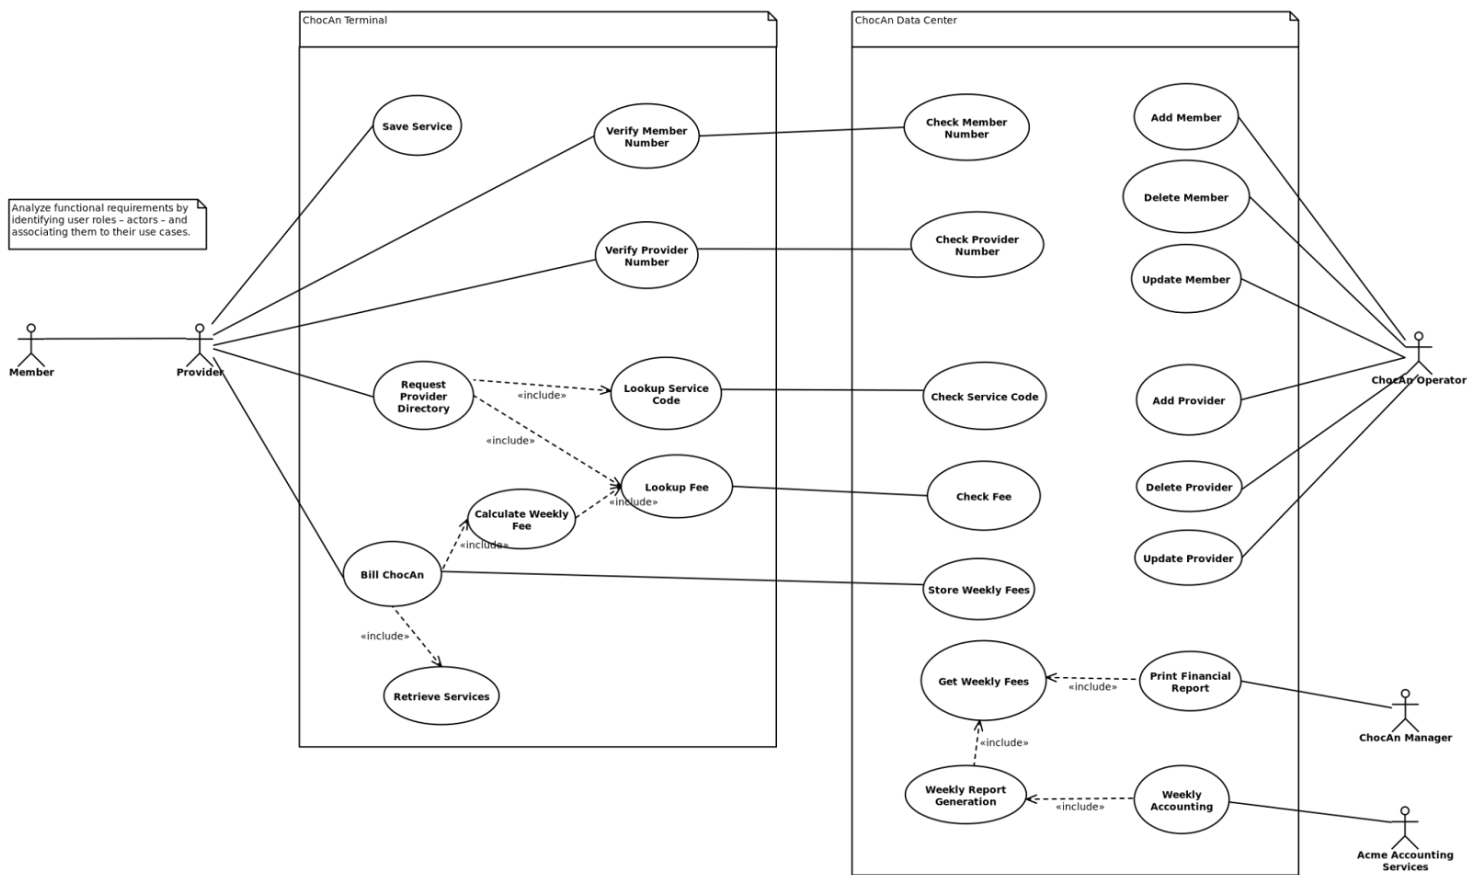 ChocAn Terminal
ChocAn Data Center
Save Service
Verify Member
Number
Check Member
Number
Add Member
Delete Member
Analyze functional requirements by
identifying user roles – actors – and
associating them to their use cases.
Verify Provider
Number
Check Provider
Number
Update Member
Member
Provider
ChocAn Operator
Request
Provider
Directory
«include»
Lookup Service
Code
Check Service Code
Add Provider
«include»
Lookup Fee
«include»
Check Fee
Delete Provider
Calculate Weekly
Fee
«include»
Bill ChocAn
Store Weekly Fees
Update Provider
«include»
Retrieve Services
Get Weekly Fees
«include»
Print Financial
Report
ChocAn Manager
«include»
Weekly Report
Generation
«include»
Weekly
Accounting
Acme Accounting
Services